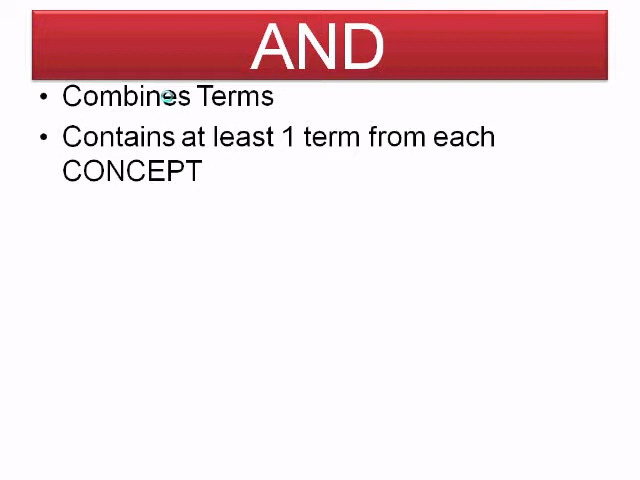 AND
• Combines Terms
• Contains at least 1 term from each
CONCEPT